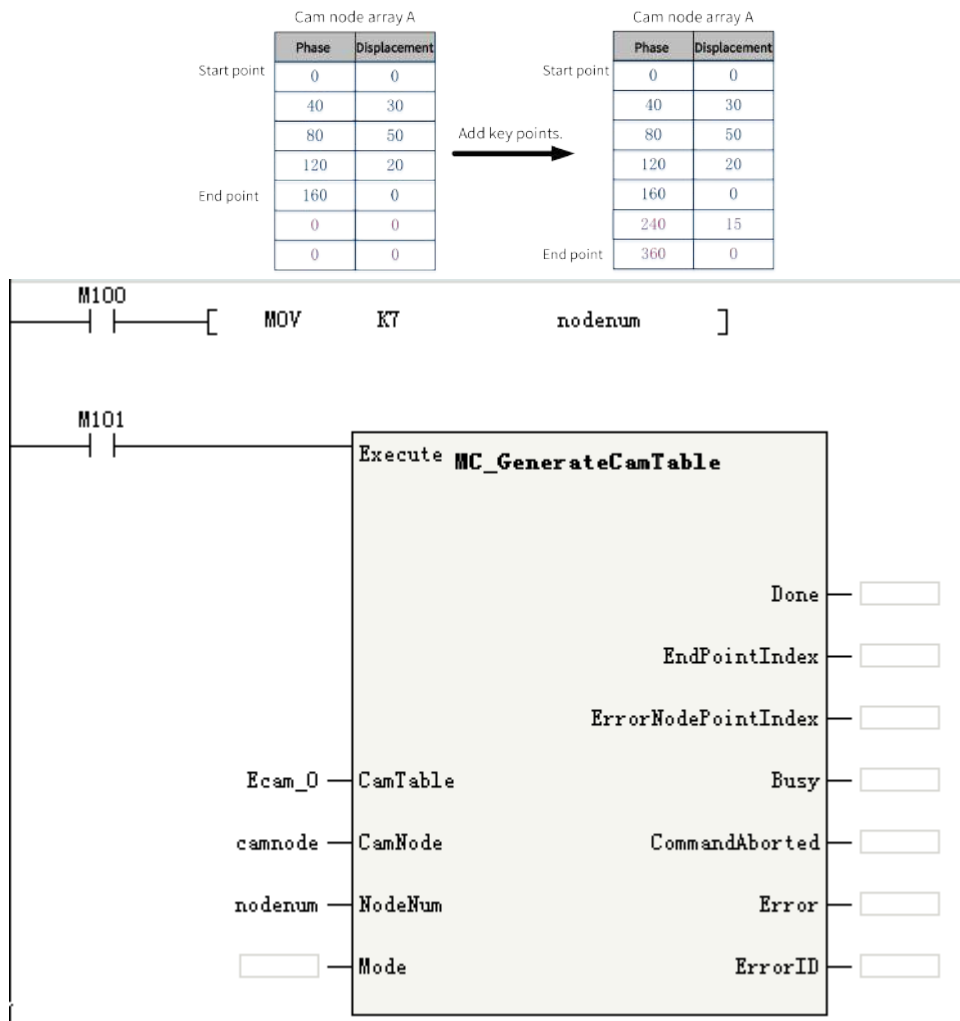 Cam node array A Cam node array A
Phase Displacement Phase Displacement
Start point 0 0 Start point 0 0
40 30 40 30
80 50 Add key points. 80 50
120 20 120 20
End point 160 0 160 0
0 0 240 15
0 0 End point 360 0
M100
[ MOV K7 nodenum ]
M101
Execute MC_GenerateCamTable
Done
EndPointIndex
ErrorNodePointIndex
Ecam_0 CamTable Busy
camnode CamNode CommandAborted
nodenum NodeNum Error
Mode ErrorID